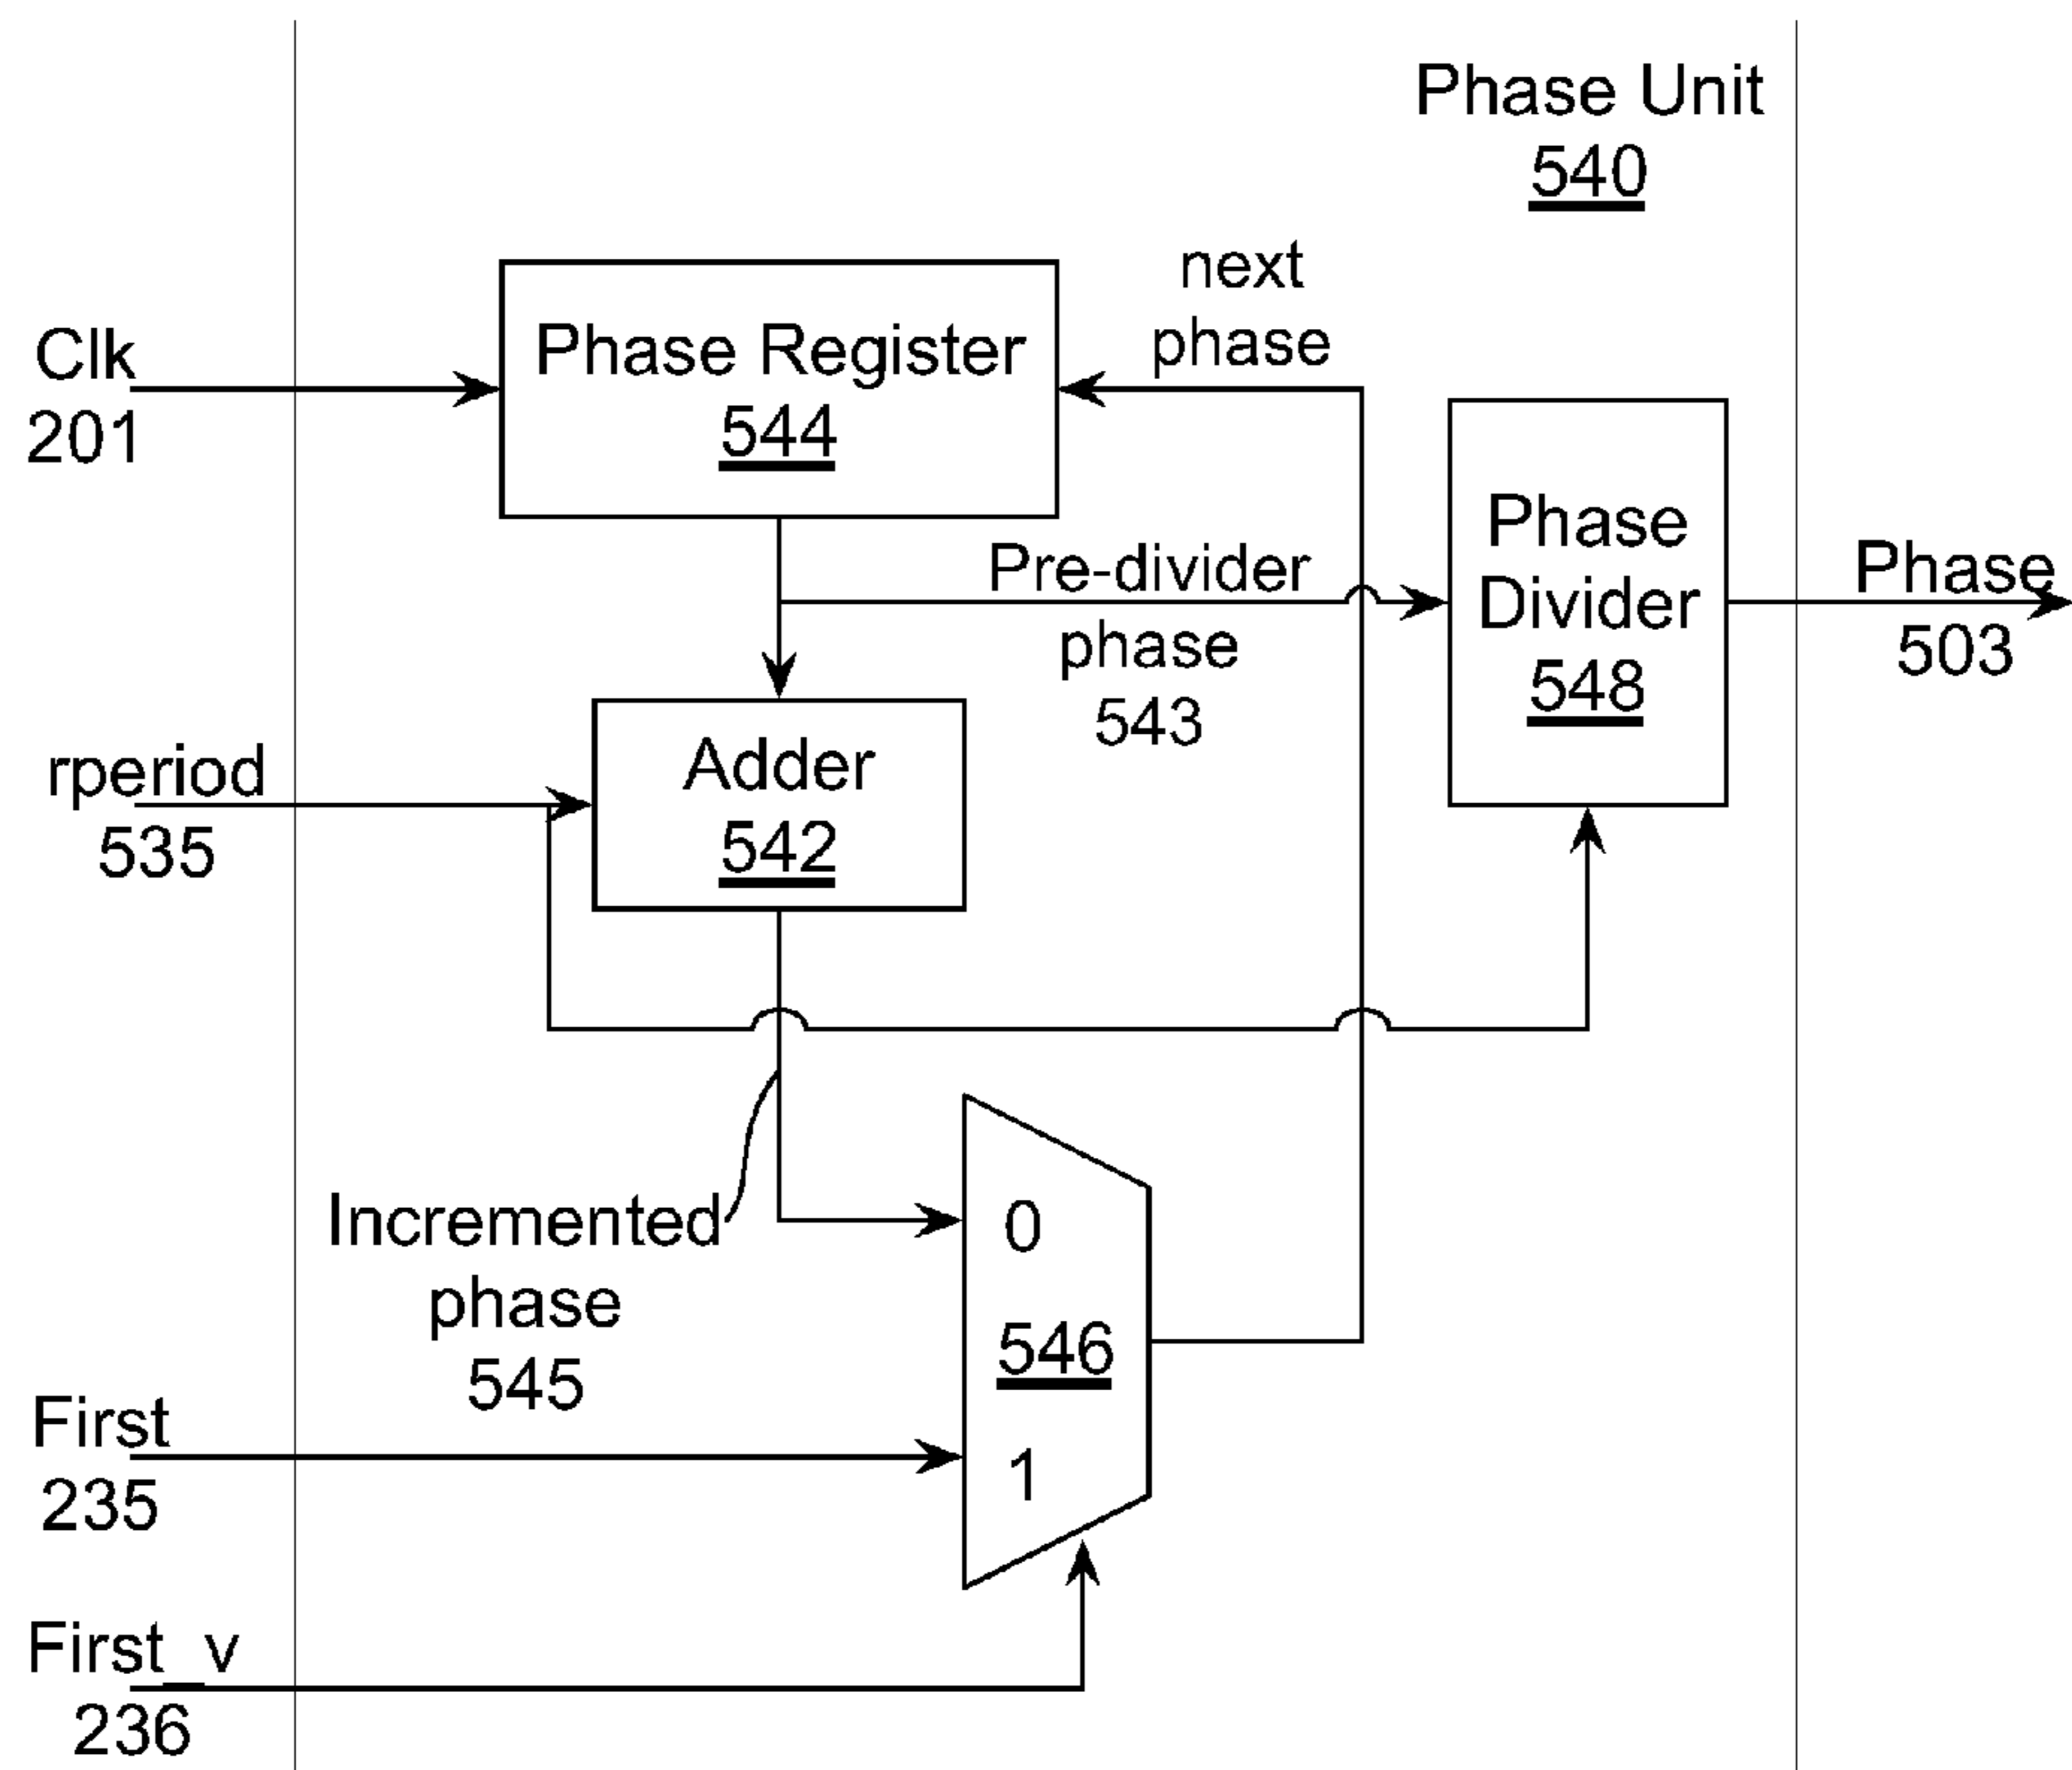 Phase Unit
540
next
phase
Clk
201
Phase Register
544
Pre-divider
phase
543
Phase
Divider
548
Phase
503
rperiod
535
Adder
542
Incremented
phase
545
0
546
1
First
235
First_v
236